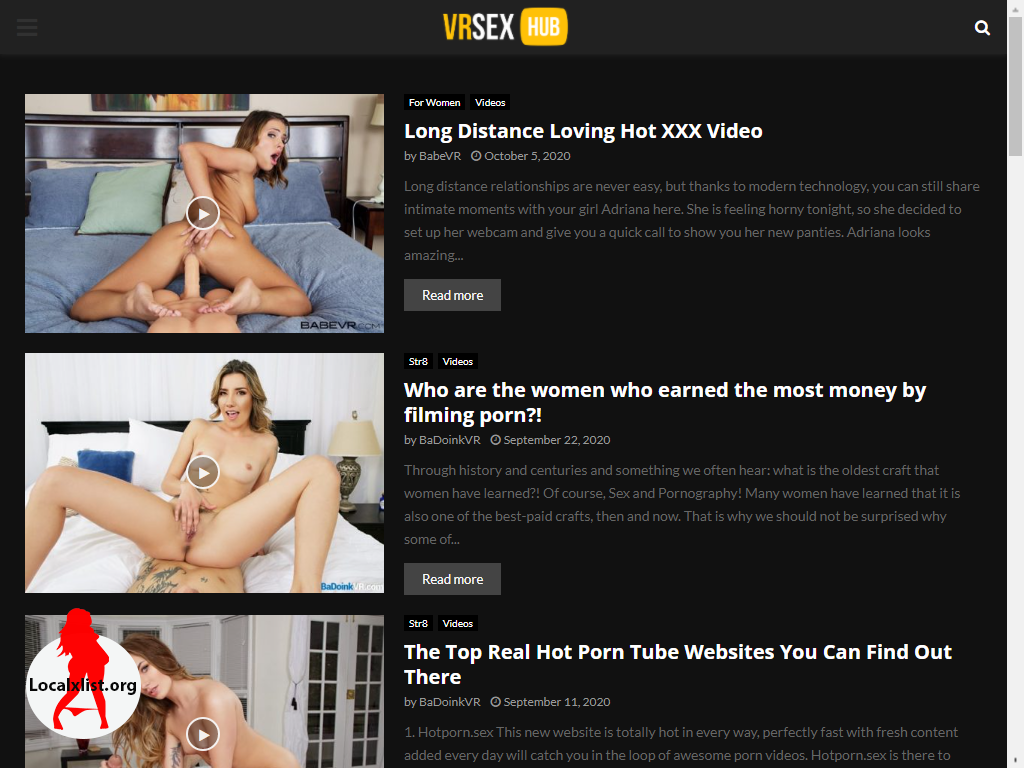 VRSEX HUB
For Women Videos
Long Distance Loving Hot XXX Video
by BabeVR October 5, 2020
Long distance relationships are never easy, but thanks to modern technology, you can still share
intimate moments with your girl Adriana here. She is feeling horny tonight, so she decided to
set up her webcam and give you a quick call to show you her new panties. Adriana looks
amazing...
Read more
BABEVR.COM
Str8 Videos
Who are the women who earned the most money by
filming porn?!
by BaDoinkVR September 22, 2020
Through history and centuries and something we often hear: what is the oldest craft that
women have learned?! Of course, Sex and Pornography! Many women have learned that it is
also one of the best-paid crafts, then and now. That is why we should not be surprised why
some of...
Read more
BaDoinkVR.com
Str8 Videos
The Top Real Hot Porn Tube Websites You Can Find Out
There
by BaDoinkVR September 11, 2020
1. Hotporn.sex This new website is totally hot in every way, perfectly fast with fresh content
added every day will catch you in the loop of awesome porn videos. Hotporn.sex is there to
Localxlist.org